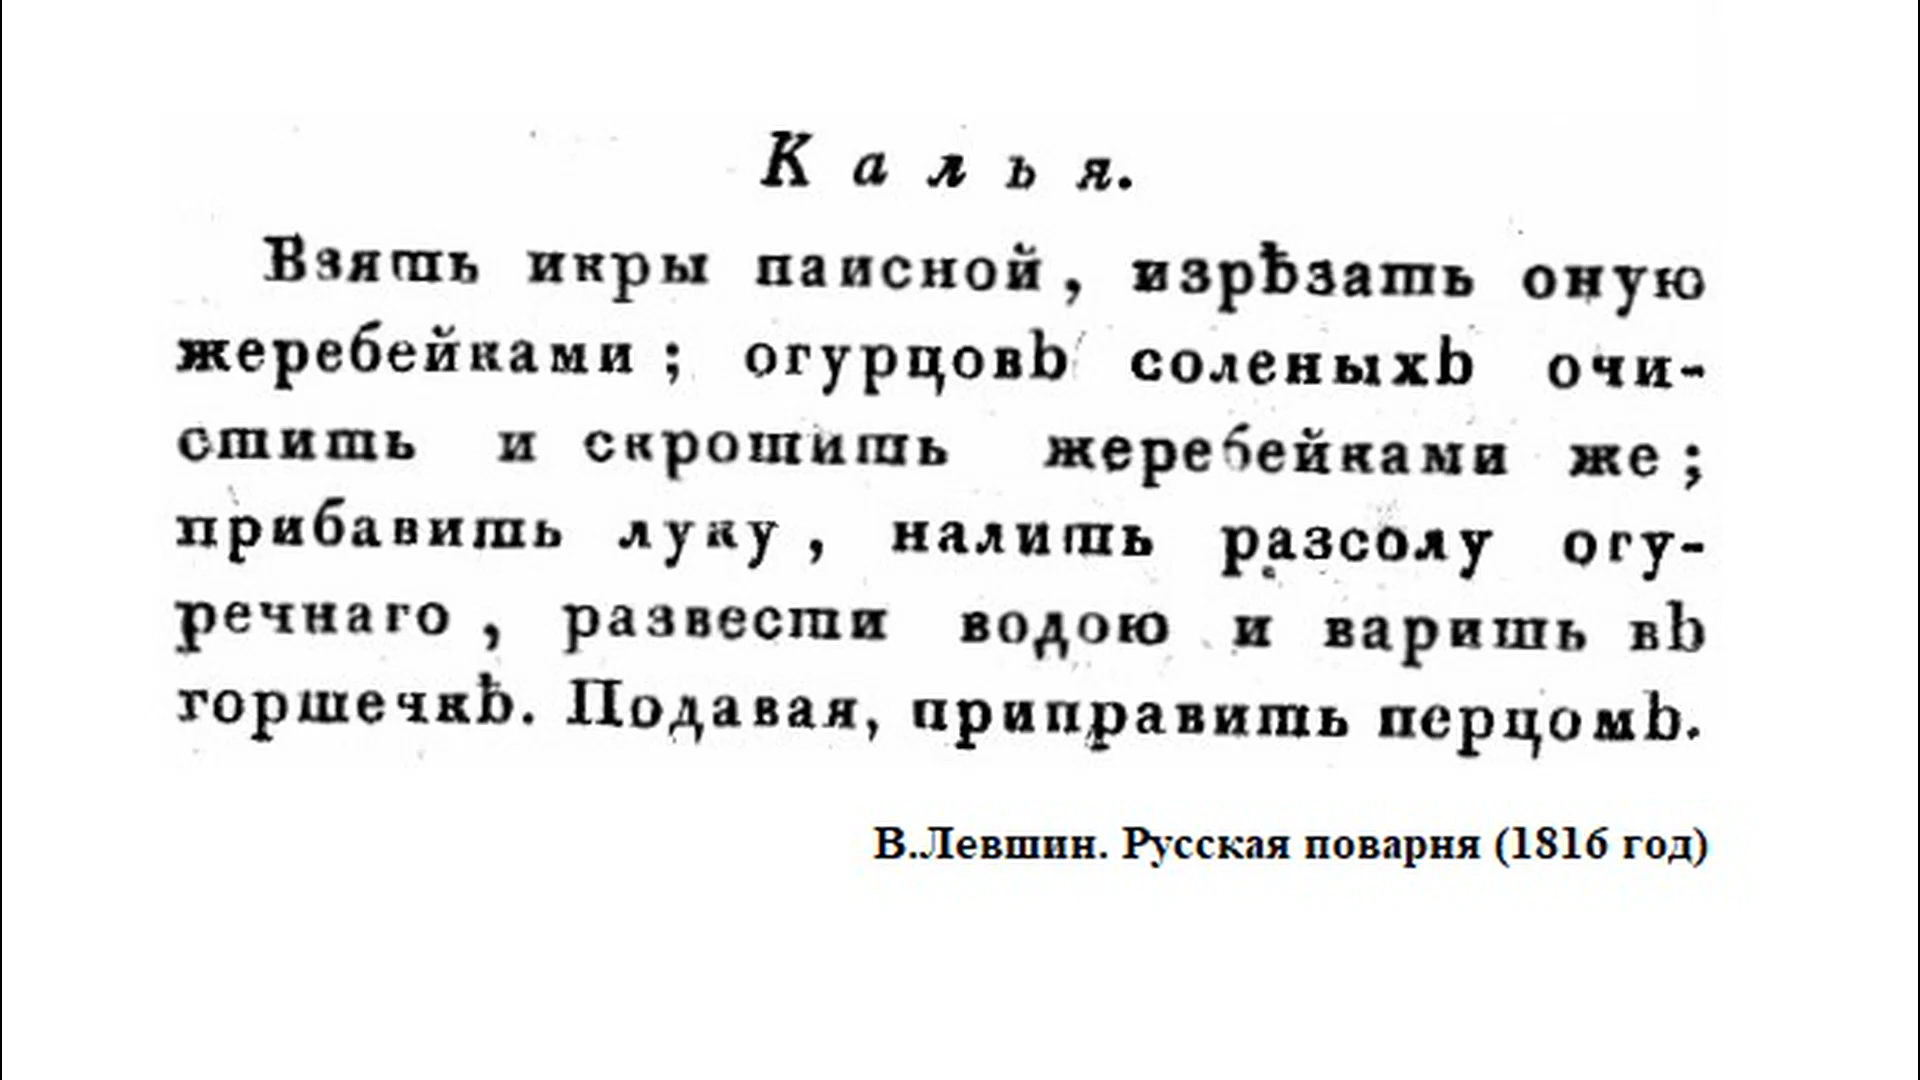 Калья.
Взять икры паисной, изрѣзать оную
жеребейками; огурцовъ соленыхъ очи-
стить и скрошить жеребейками же;
прибавить луку, налить разсолу огу-
речнаго, развести водою и варить въ
горшечкѣ. Подавая, приправить перцомъ.
В.Левшин. Русская поварня (1816 год)